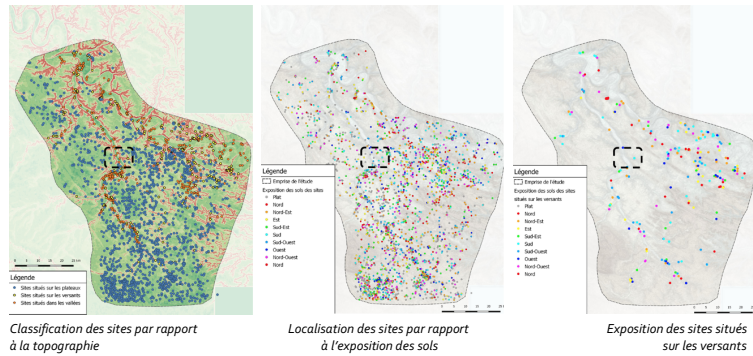 Légende
Sites situés sur les plateaux
Sites situés sur les versants
Sites situés dans les vallées
Classification des sites par rapport
à la topographie
Légende
Emprise de l'étude
Exposition des sols des sites
Plat
Nord
Nord-Est
Est
Sud-Est
Sud
Sud-Ouest
Ouest
Nord-Ouest
Nord
Localisation des sites par rapport
à l'exposition des sols
Légende
Emprise de l'étude
Exposition des sols des sites
situés sur les versants
Plat
Nord
Nord-Est
Est
Sud-Est
Sud
Sud-Ouest
Ouest
Nord-Ouest
Nord
Exposition des sites situés
sur les versants